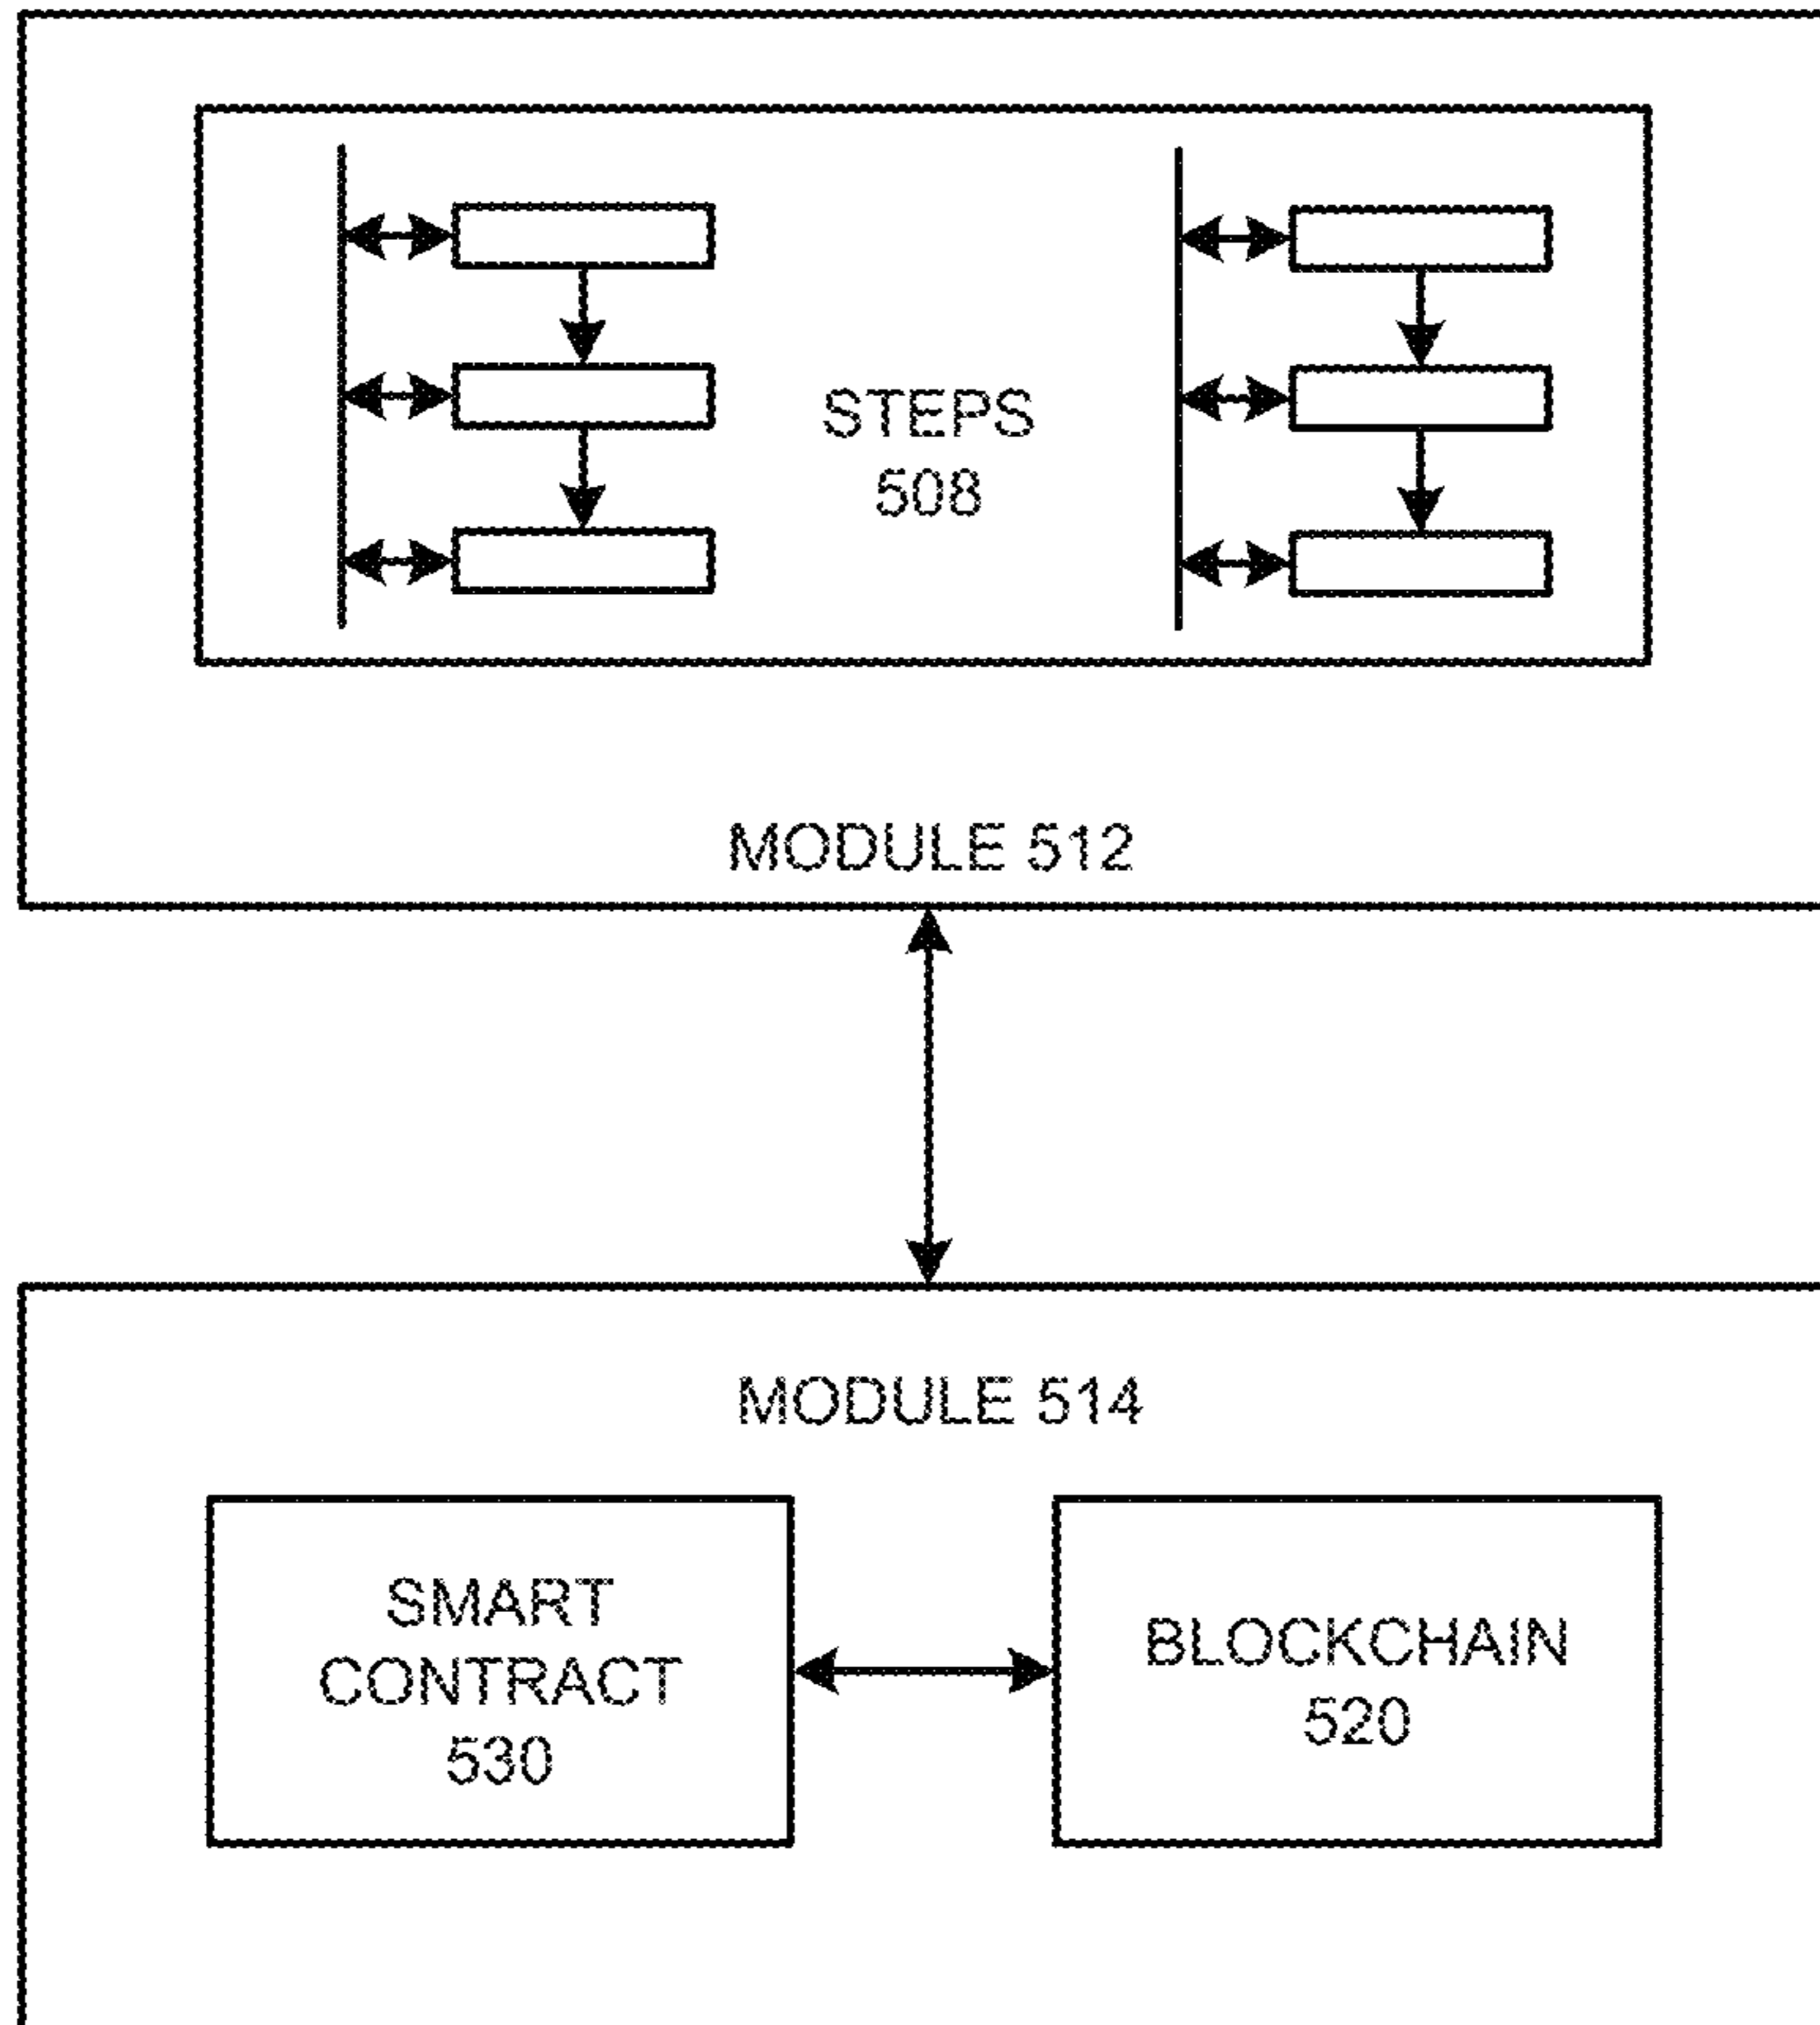 STEPS
508
MODULE 512
MODULE 514
SMART
CONTRACT
530
BLOCKCHAIN
520